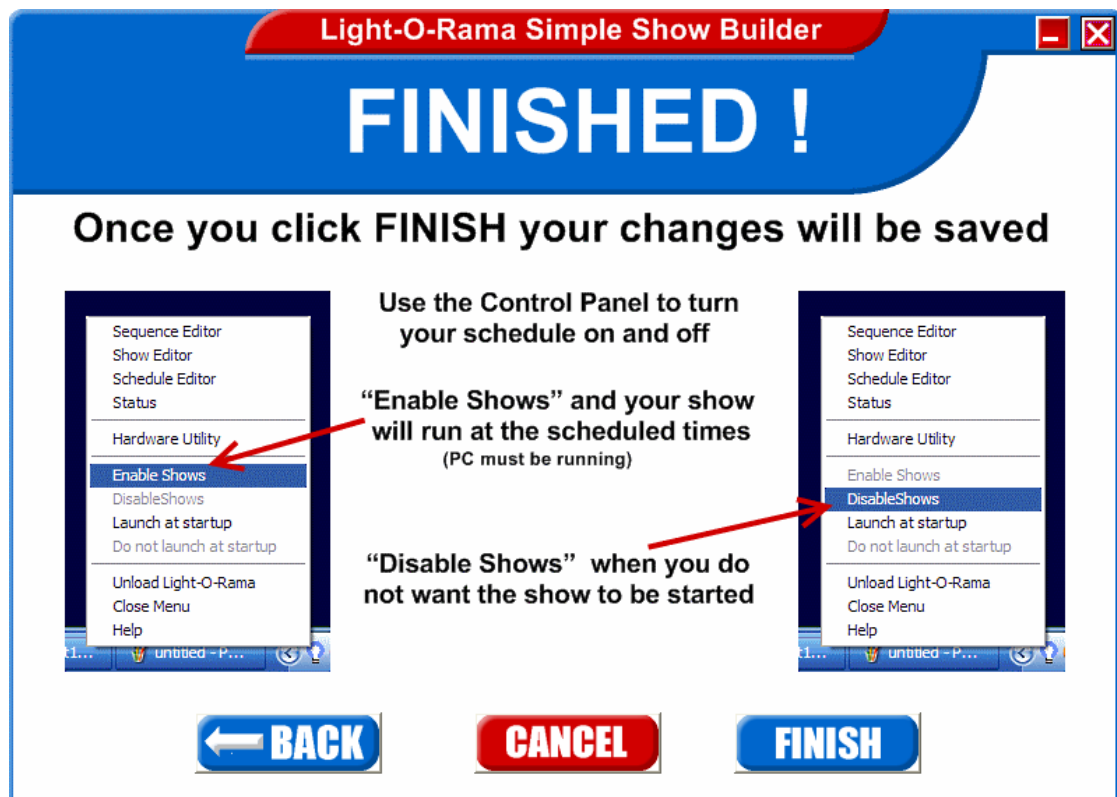 Light-O-Rama Simple Show Builder
FINISHED !
Once you click FINISH your changes will be saved
Sequence Editor
Show Editor
Schedule Editor
Status
Hardware Utility
Enable Shows
DisableShows
Launch at startup
Do not launch at startup
Unload Light-O-Rama
Close Menu
Help
t1...
untitled - P...
Use the Control Panel to turn
your schedule on and off
“Enable Shows” and your show
will run at the scheduled times
(PC must be running)
“Disable Shows” when you do
not want the show to be started
Sequence Editor
Show Editor
Schedule Editor
Status
Hardware Utility
Enable Shows
DisableShows
Launch at startup
Do not launch at startup
Unload Light-O-Rama
Close Menu
Help
t1...
untitled - P...
BACK
CANCEL
FINISH